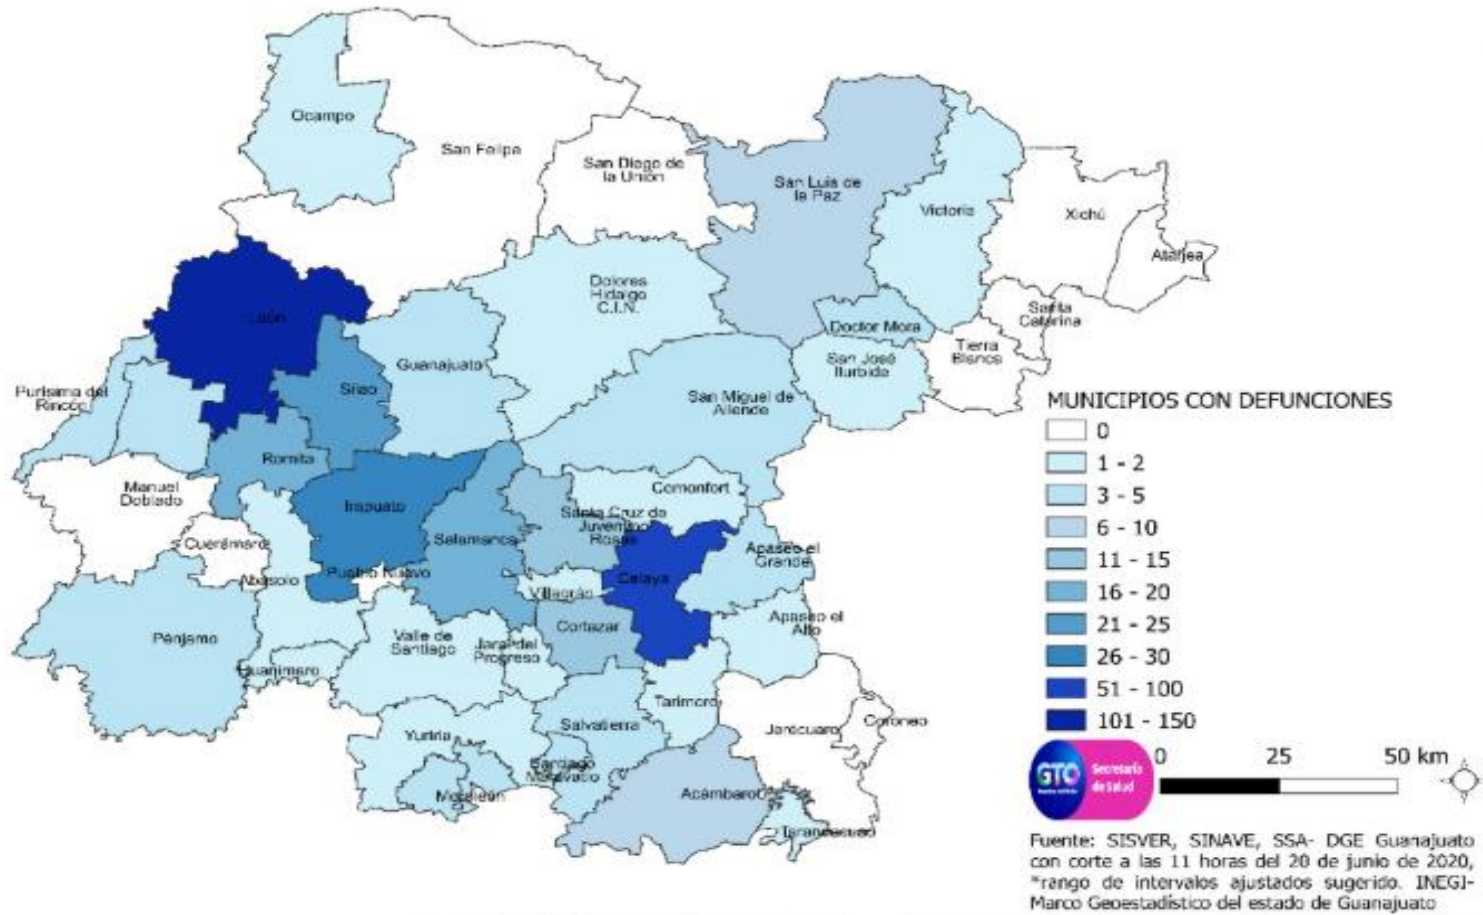 Ocampo
San Felipe
San Diego de
la Unión
San Luis de
la Paz
Victoria
Xichú
Atarjea
León
Dolores
Hidalgo
C.I.N.
Santa
Catarina
Doctor Mora
Tierra
Blanca
Guanajuato
San José
Iturbide
Purísima del
Rincón
Silao
San Miguel de
Allende
MUNICIPIOS CON DEFUNCIONES
0
1 - 2
3 - 5
6 - 10
11 - 15
16 - 20
21 - 25
26 - 30
51 - 100
101 - 150
Romita
Manuel
Doblado
Comonfort
Irapuato
Santa Cruz de
Juventino
Rosas
Cuerámaro
Salamanca
Apaseo el
Grande
Abasolo
Pueblo Nuevo
Celaya
Villagrán
Pénjamo
Valle de
Santiago
Jaral del
Progreso
Cortazar
Apaseo el
Alto
Huanímaro
Tarimoro
Yuriria
Salvatierra
Jerécuaro
Coroneo
Santiago
Maravatío
Moroleón
Acámbaro
Tarandacuao
0 25 50 km
GTO
Secretaría
de Salud
Fuente: SISVER, SINAVE, SSA- DGE Guanajuato
con corte a las 11 horas del 20 de junio de 2020,
*rango de intervalos ajustados sugerido. INEGI-
Marco Geoestadístico del estado de Guanajuato